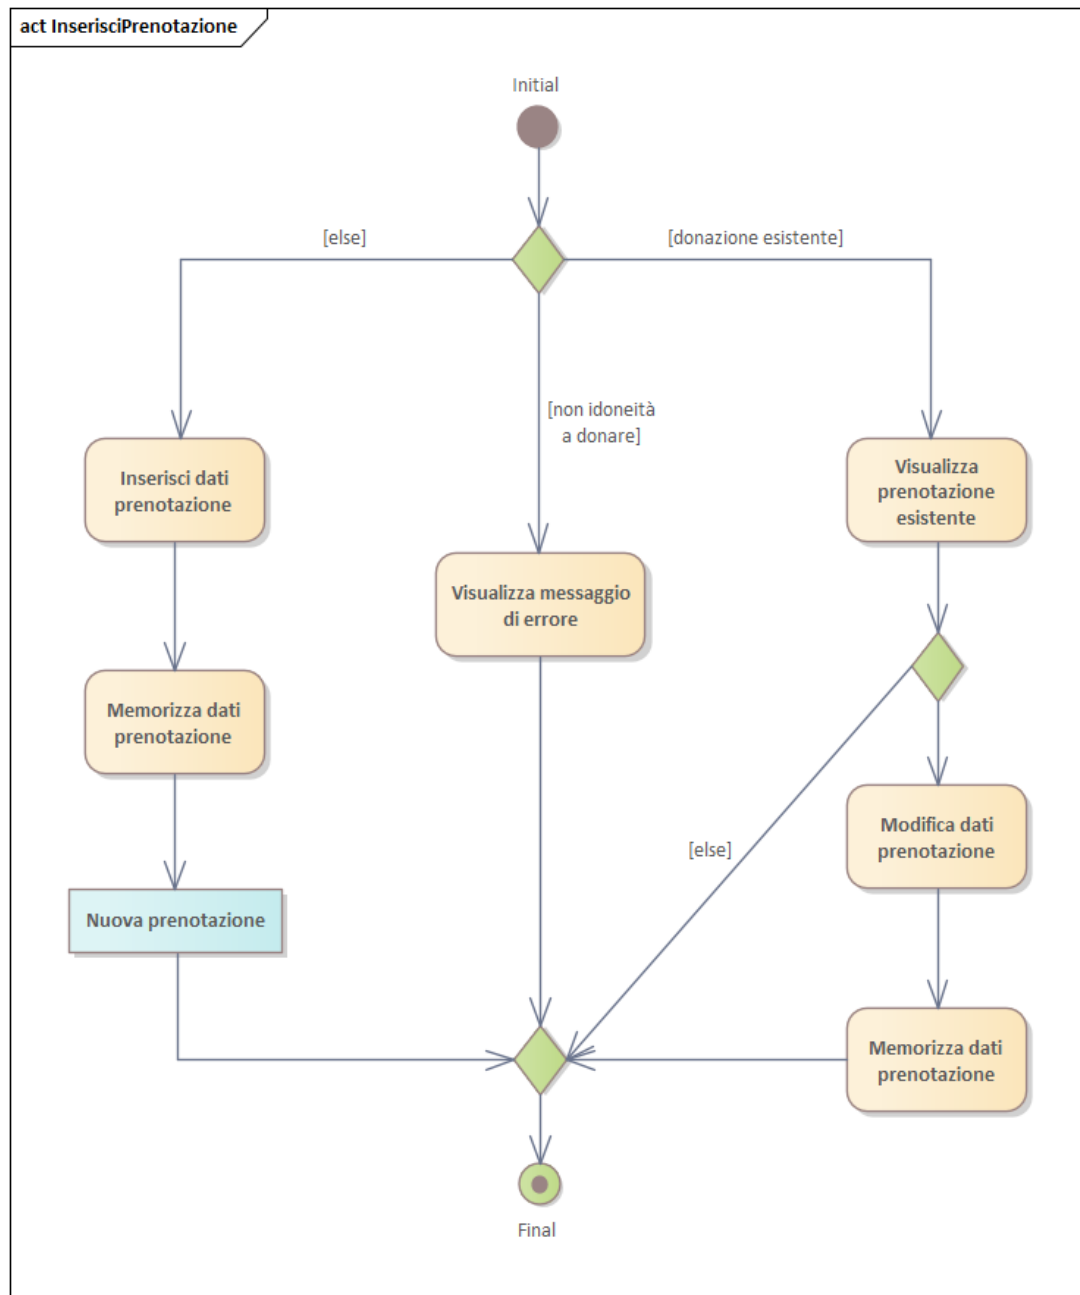 act InserisciPrenotazione
Initial
[else]
[donazione esistente]
[non idoneità
a donare]
Inserisci dati
prenotazione
Visualizza
prenotazione
esistente
Visualizza messaggio
di errore
Memorizza dati
prenotazione
Modifica dati
prenotazione
[else]
Nuova prenotazione
Memorizza dati
prenotazione
Final